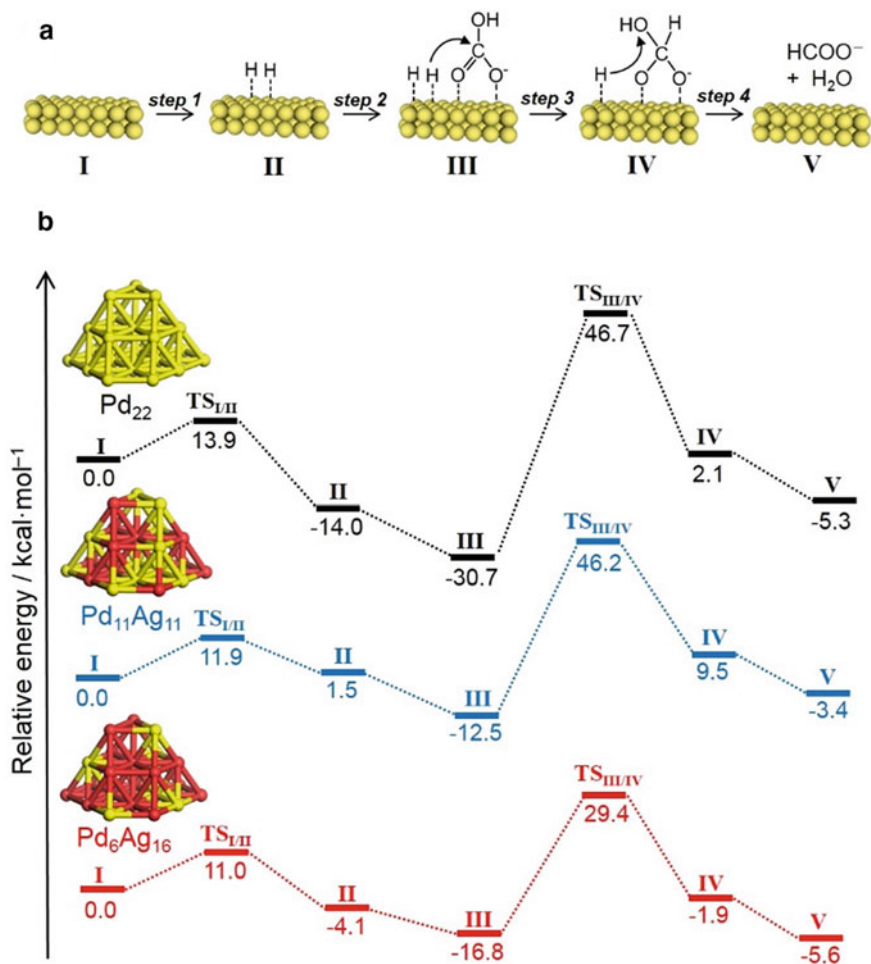 a
OH
H H
H H
C
O O-
HO H
C
H O O-
HCOO−
+ H2O
step 1 step 2 step 3 step 4
I II III IV V
b
Relative energy / kcal·mol−1
Pd22
I
0.0
TSI/II
13.9
II
-14.0
III
-30.7
TSIII/IV
46.7
IV
2.1
V
-5.3
Pd11Ag11
I
0.0
TSI/II
11.9
II
1.5
III
-12.5
TSIII/IV
46.2
IV
9.5
V
-3.4
Pd6Ag16
I
0.0
TSI/II
11.0
II
-4.1
III
-16.8
TSIII/IV
29.4
IV
-1.9
V
-5.6